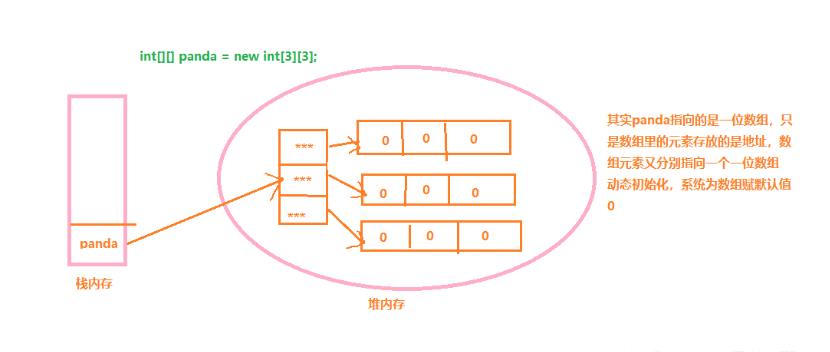 int[][] panda = new int[3][3];
其实panda指向的是一位数组，只
是数组里的元素存放的是地址，数
组元素又分别指向一个一位数组
动态初始化，系统为数组赋默认值
0
*** 0 0 0
*** 0 0 0
*** 0 0 0
panda
栈内存
堆内存